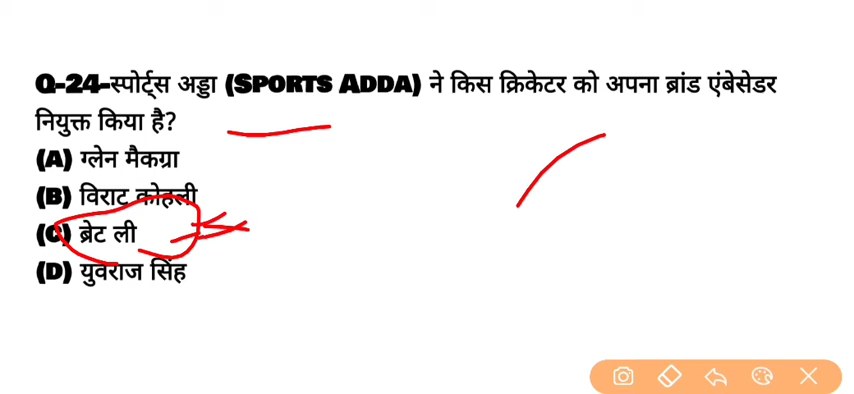 Q-24-स्पोर्ट्स अड्डा (SPORTS ADDA) ने किस क्रिकेटर को अपना ब्रांड एंबेसेडर
नियुक्त किया है?
(A) ग्लेन मैकग्रा
(B) विराट कोहली
(C) ब्रेट ली
(D) युवराज सिंह